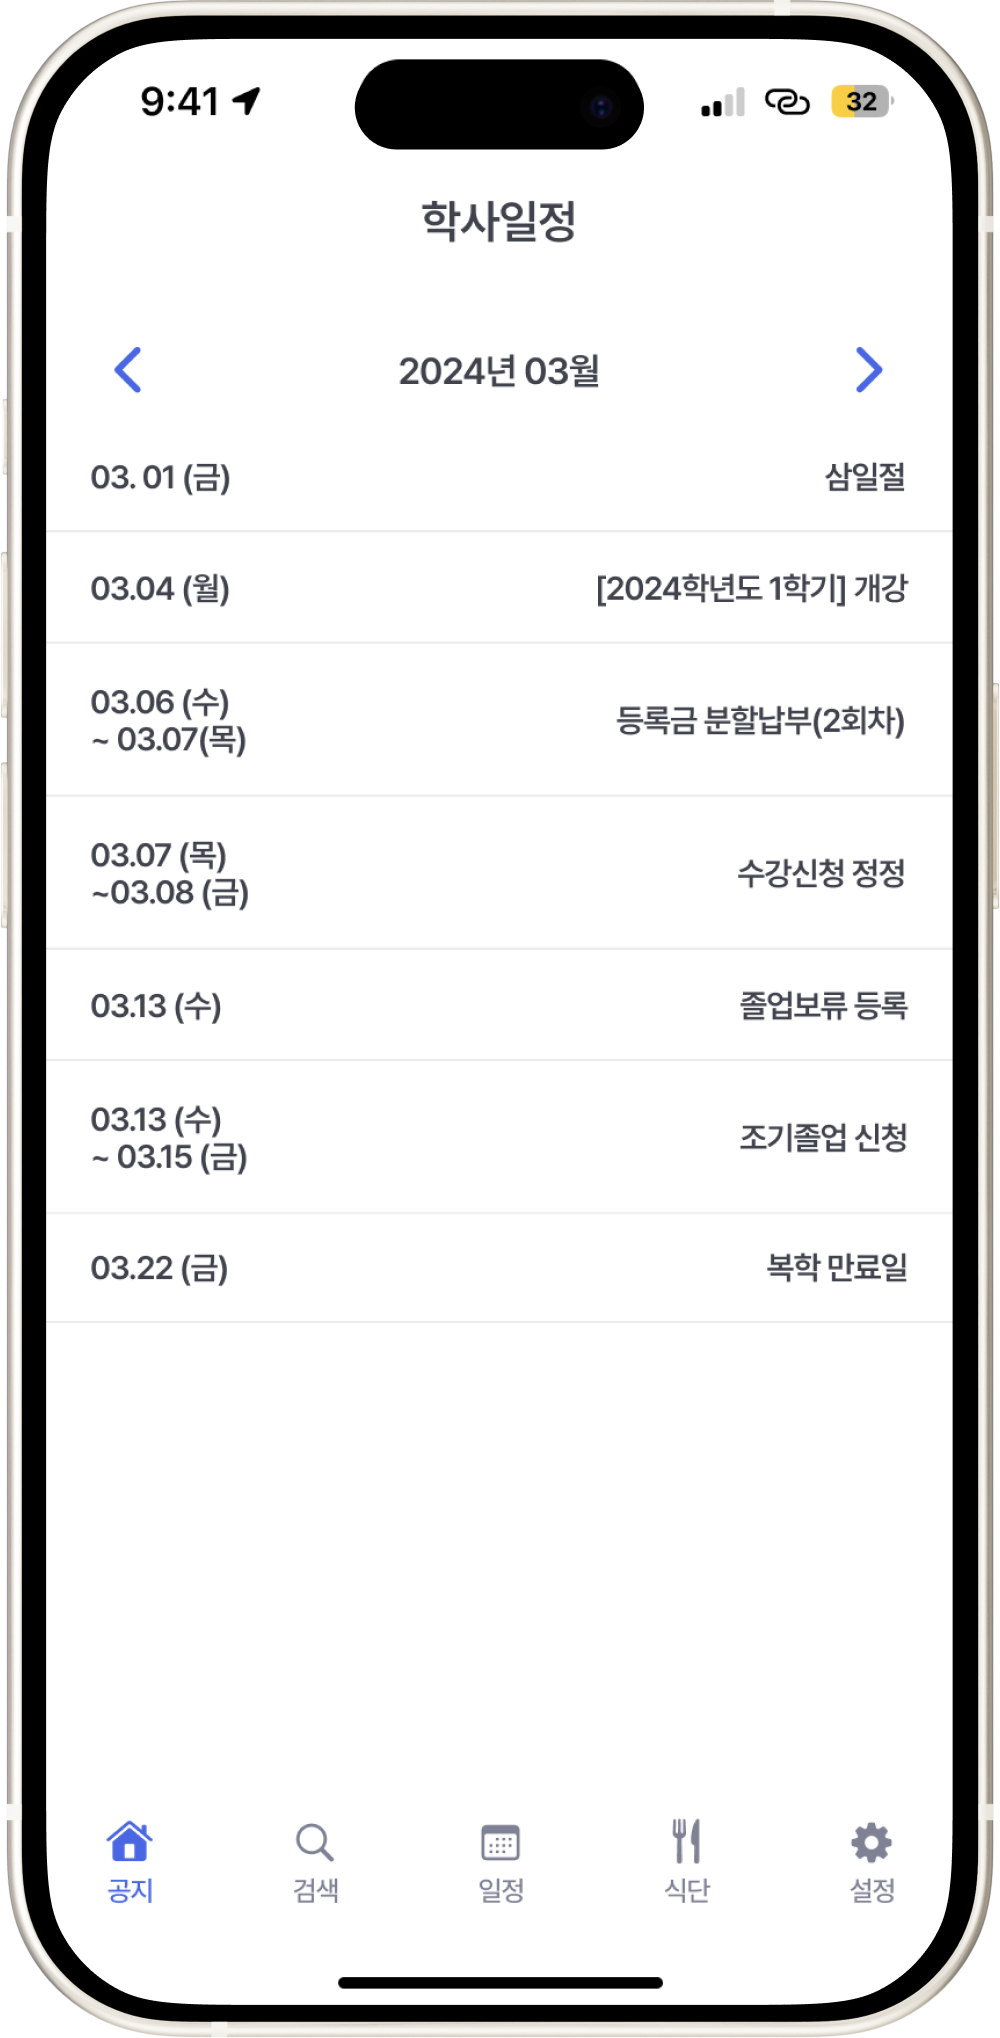 9:41
32
학사일정
2024년 03월
03. 01 (금)
삼일절
03.04 (월)
[2024학년도 1학기] 개강
03.06 (수)
~ 03.07(목)
등록금 분할납부(2회차)
03.07 (목)
~03.08 (금)
수강신청 정정
03.13 (수)
졸업보류 등록
03.13 (수)
~ 03.15 (금)
조기졸업 신청
03.22 (금)
복학 만료일
공지
검색
일정
식단
설정